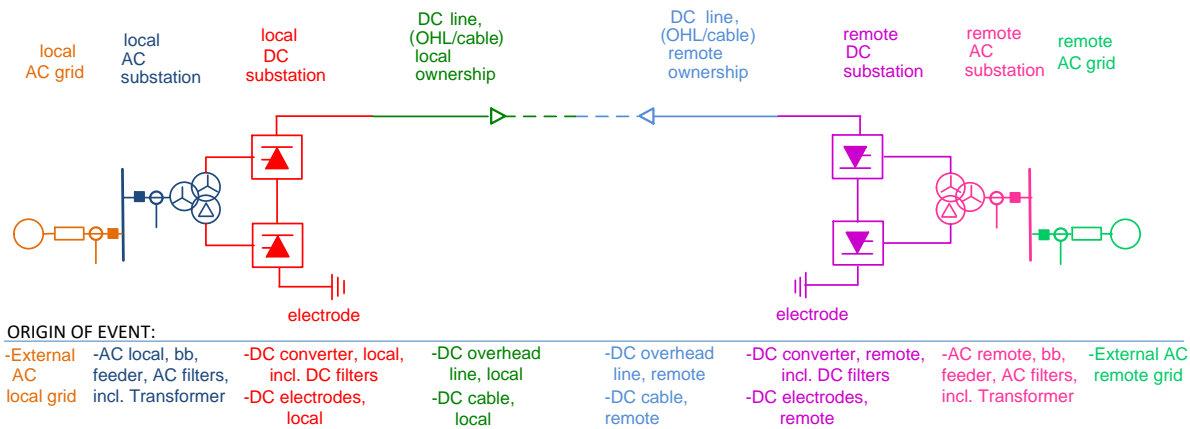 local
AC grid
local
AC
substation
local
DC
substation
DC line,
(OHL/cable)
local
ownership
DC line,
(OHL/cable)
remote
ownership
remote
DC
substation
remote
AC
substation
remote
AC grid
electrode
electrode
ORIGIN OF EVENT:
-External
AC
local grid
-AC local, bb,
feeder, AC filters,
incl. Transformer
-DC converter, local,
incl. DC filters
-DC electrodes,
local
-DC overhead
line, local
-DC cable,
local
-DC overhead
line, remote
-DC cable,
remote
-DC converter, remote,
incl. DC filters
-DC electrodes,
remote
-AC remote, bb,
feeder, AC filters,
incl. Transformer
-External AC
remote grid